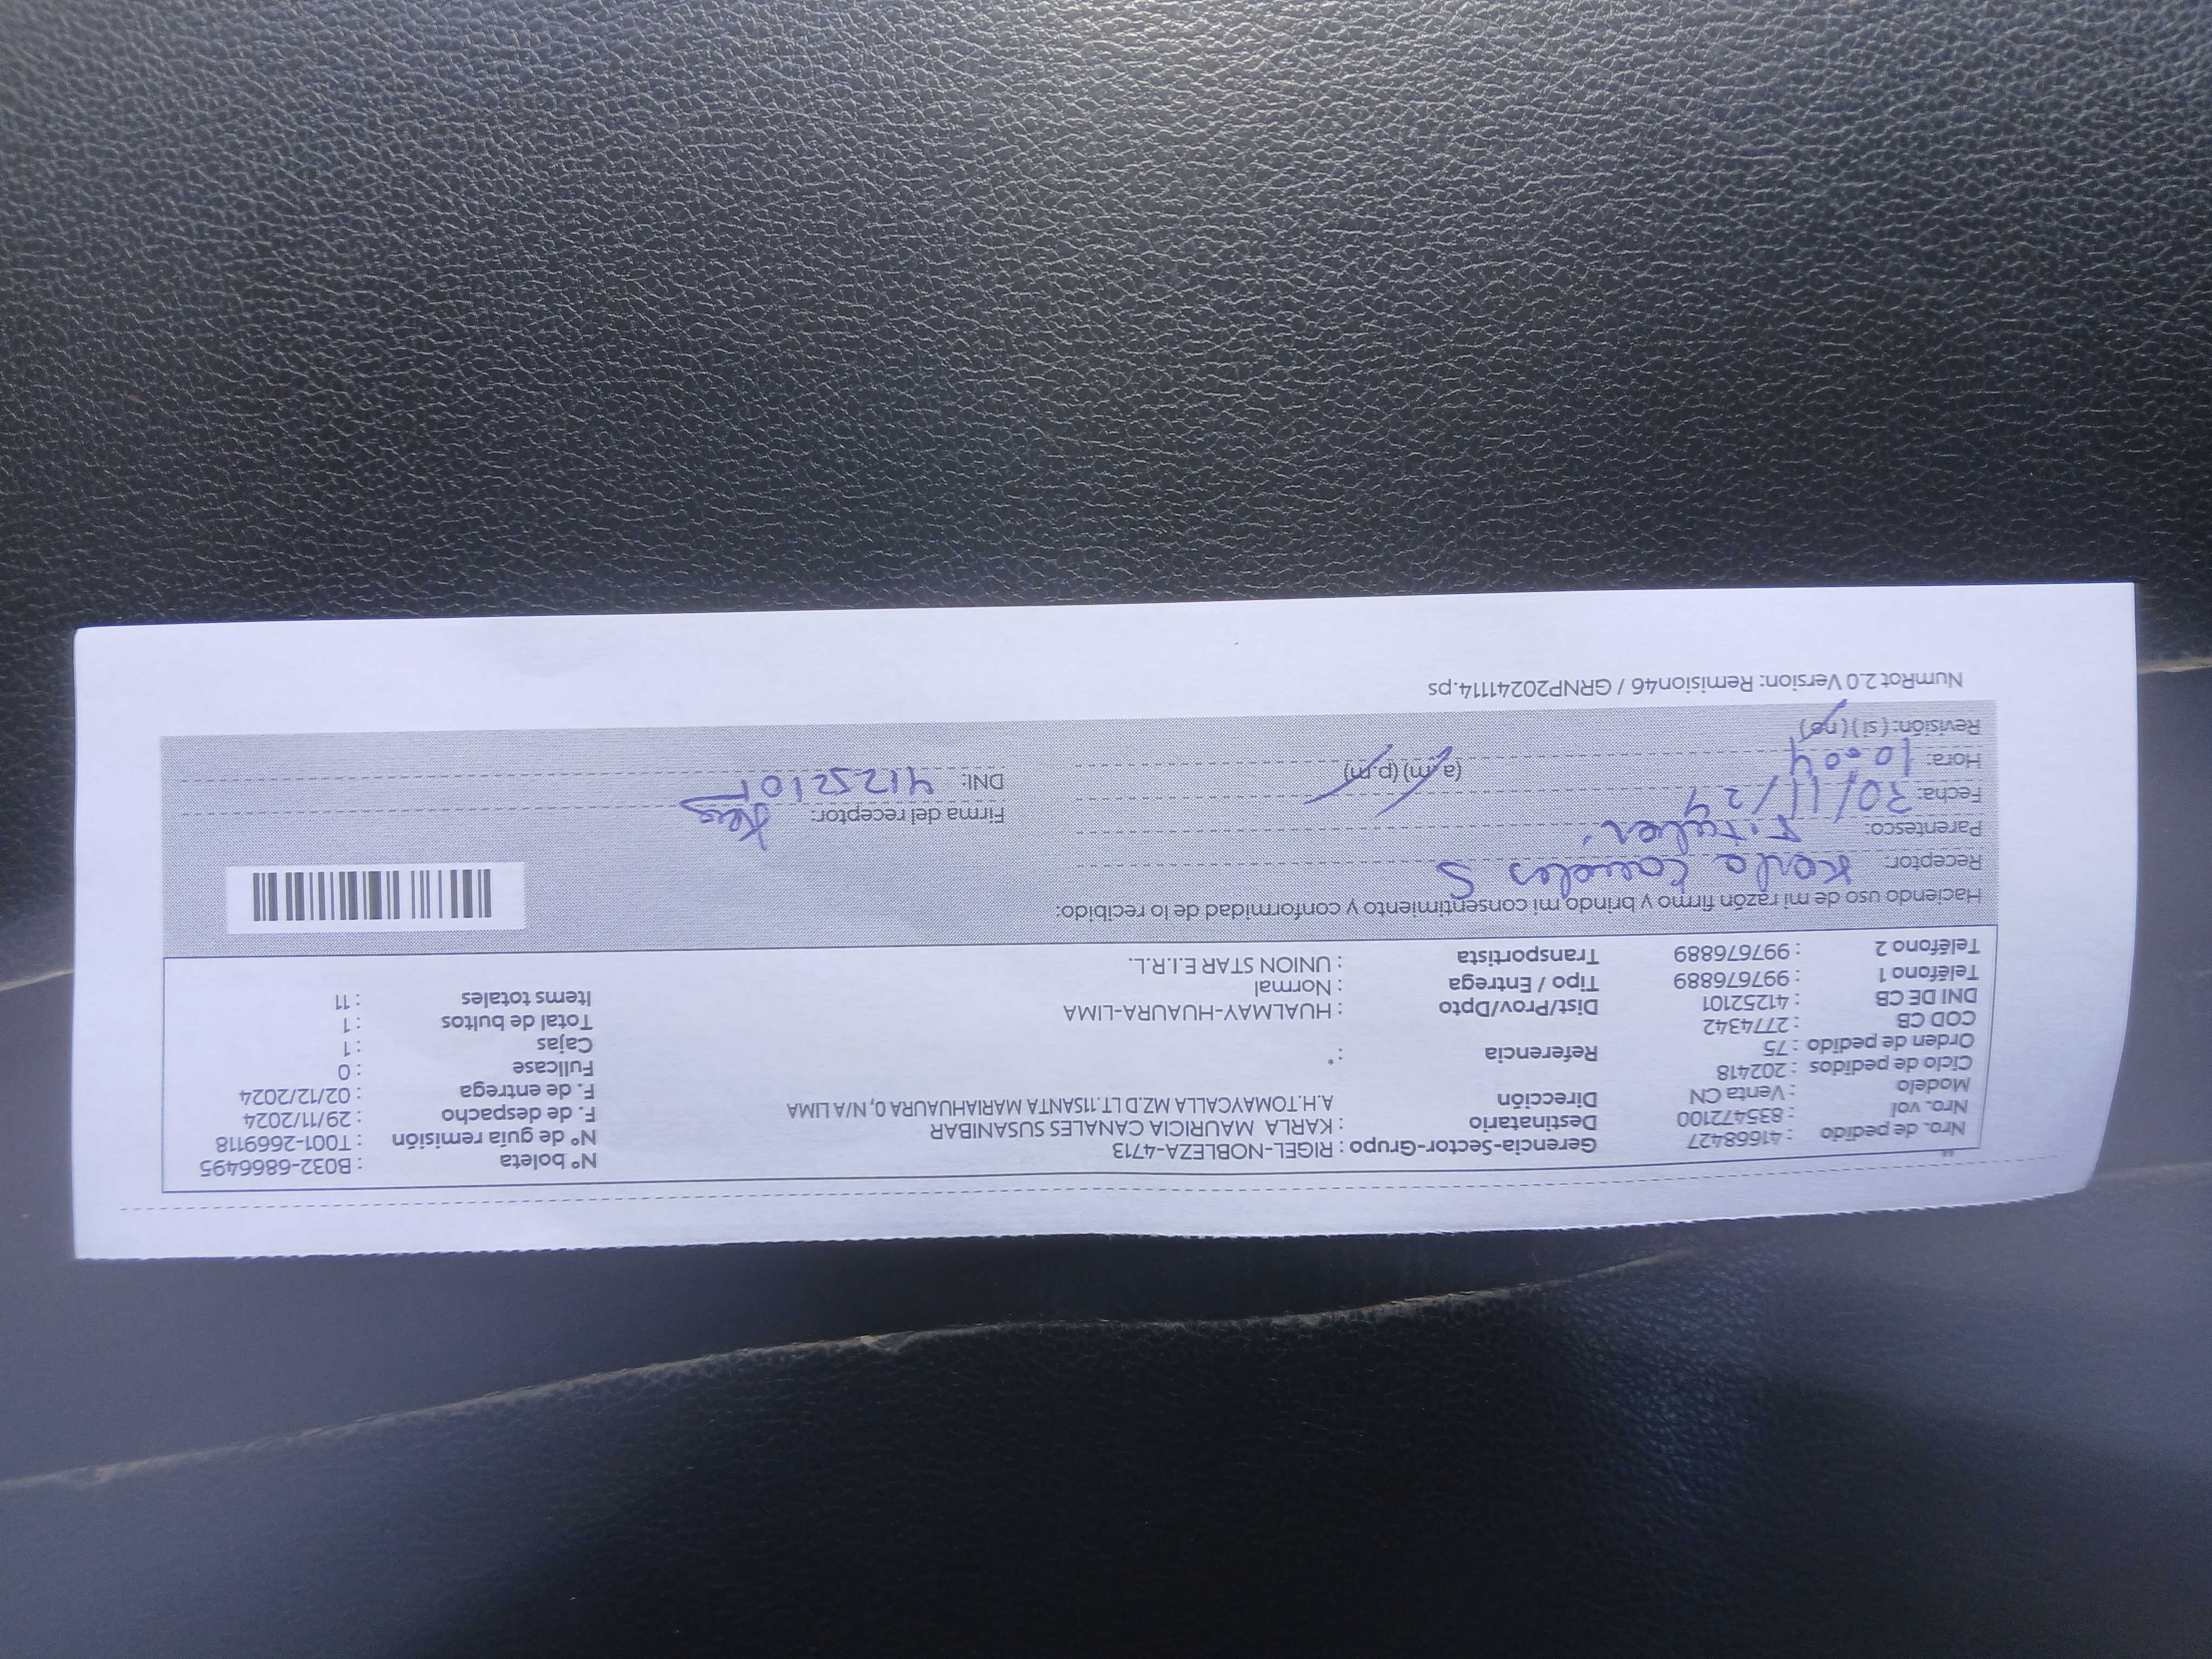 Nro. de pedido : 41668427 Gerencia-Sector-Grupo : RIGEL-NOBLEZA-4713 N° boleta : B032-6866495
Nro. vol : 835472100 Destinatario : KARLA MAURICIA CANALES SUSANIBAR N° de guía remisión : T001-2669118
Modelo : Venta CN Dirección A.H.TOMAYCALLA MZ.D LT.11SANTA MARIAHUAURA 0, N/A LIMA F. de despacho : 29/11/2024
Ciclo de pedidos : 202418 F. de entrega : 02/12/2024
Orden de pedido : 75 Referencia : * Fullcase : 0
COD CB : 2774342 Cajas : 1
DNI DE CB : 41252101 Dist/Prov/Dpto : HUALMAY-HUAURA-LIMA Total de bultos : 1
Teléfono 1 : 997676889 Tipo / Entrega : Normal Items totales : 11
Teléfono 2 : 997676889 Transportista : UNION STAR E.I.R.L.
Haciendo uso de mi razón firmo y brindo mi consentimiento y conformidad de lo recibido:
Receptor: Karla Canales S
Parentesco:
Fecha: 30/11/24 Firma del receptor:
Hora: 10:04 (a.m) (p.m) DNI: 41252101
Revisión: (si) (no)
NumRot 2.0 Version: Remision46 / GRNP20241114.ps